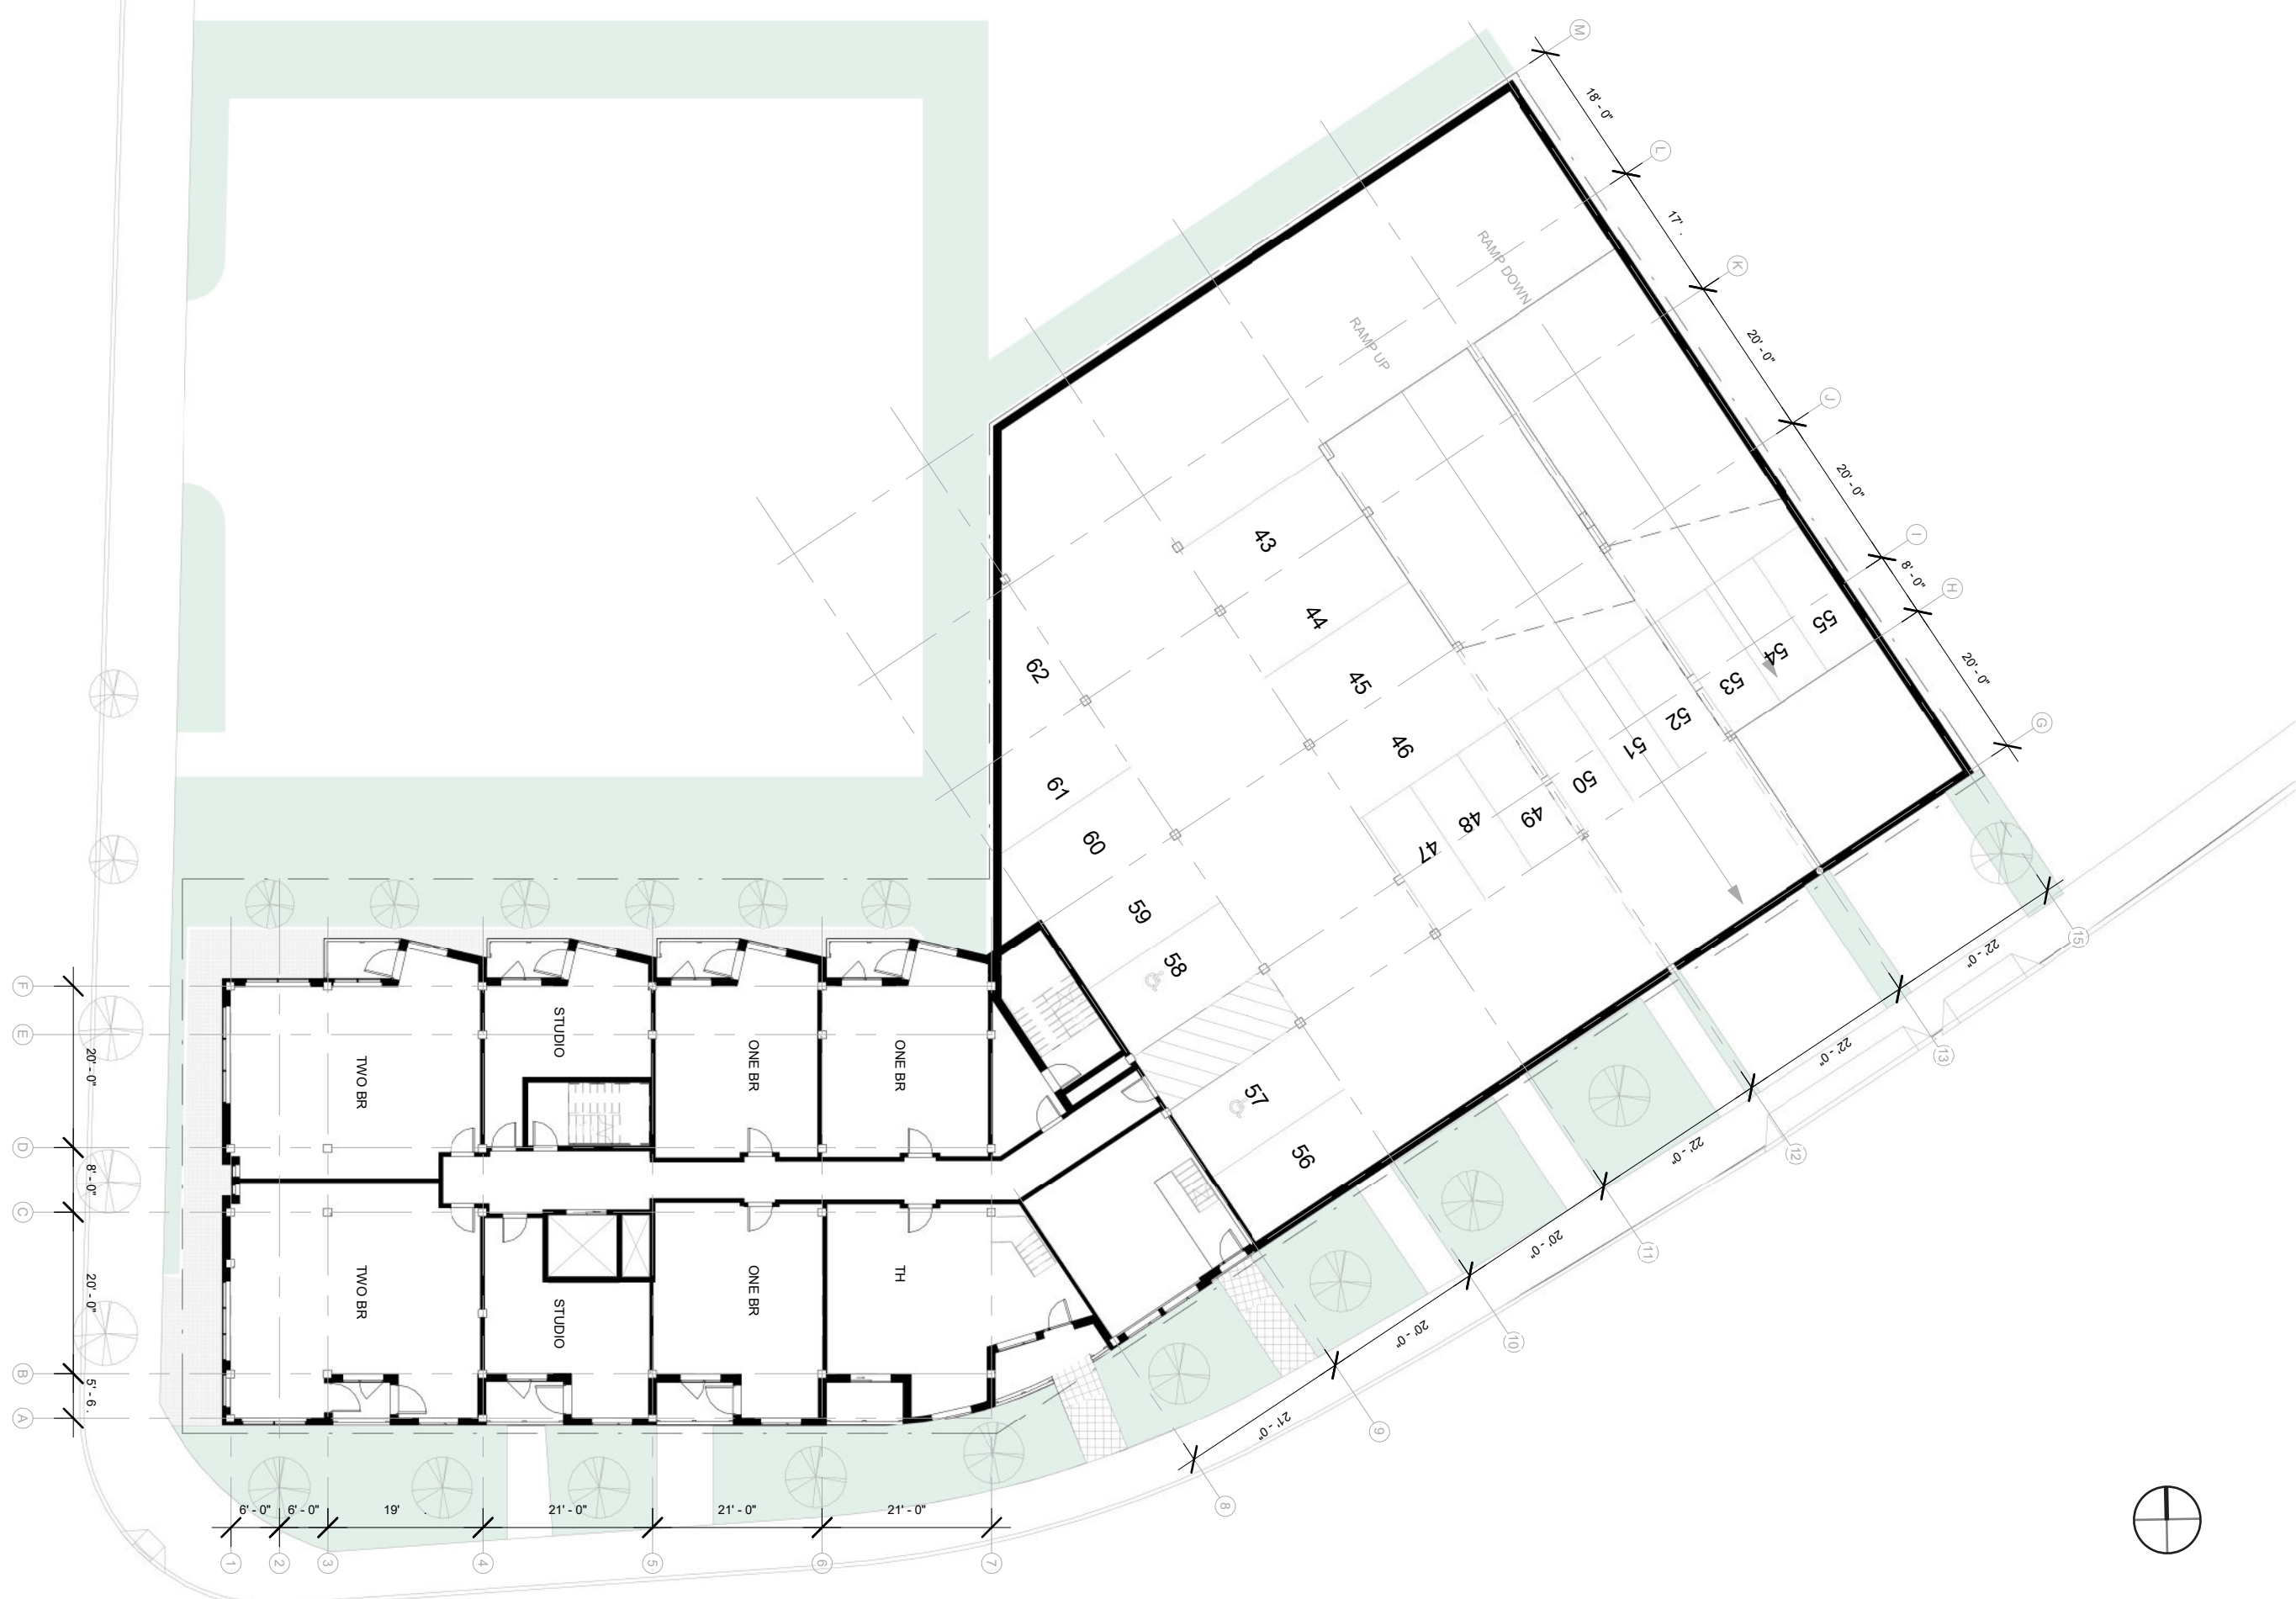 M
18' - 0"
L
17' .
K
20' - 0"
J
20' - 0"
I
8' - 0"
H
20' - 0"
G
RAMP DOWN
RAMP UP
43
44
45
46
47
48
49
50
51
52
53
54
55
62
61
60
59
58
57
56
15
22' - 0"
13
22' - 0"
12
22' - 0"
11
20' - 0"
10
20' - 0"
9
21' - 0"
8
F
E
20' - 0"
D
8' - 0"
C
20' - 0"
B
5' - 6 .
A
TWO BR
STUDIO
ONE BR
ONE BR
TWO BR
STUDIO
ONE BR
TH
6' - 0"
6' - 0"
19' .
21' - 0"
21' - 0"
21' - 0"
1
2
3
4
5
6
7